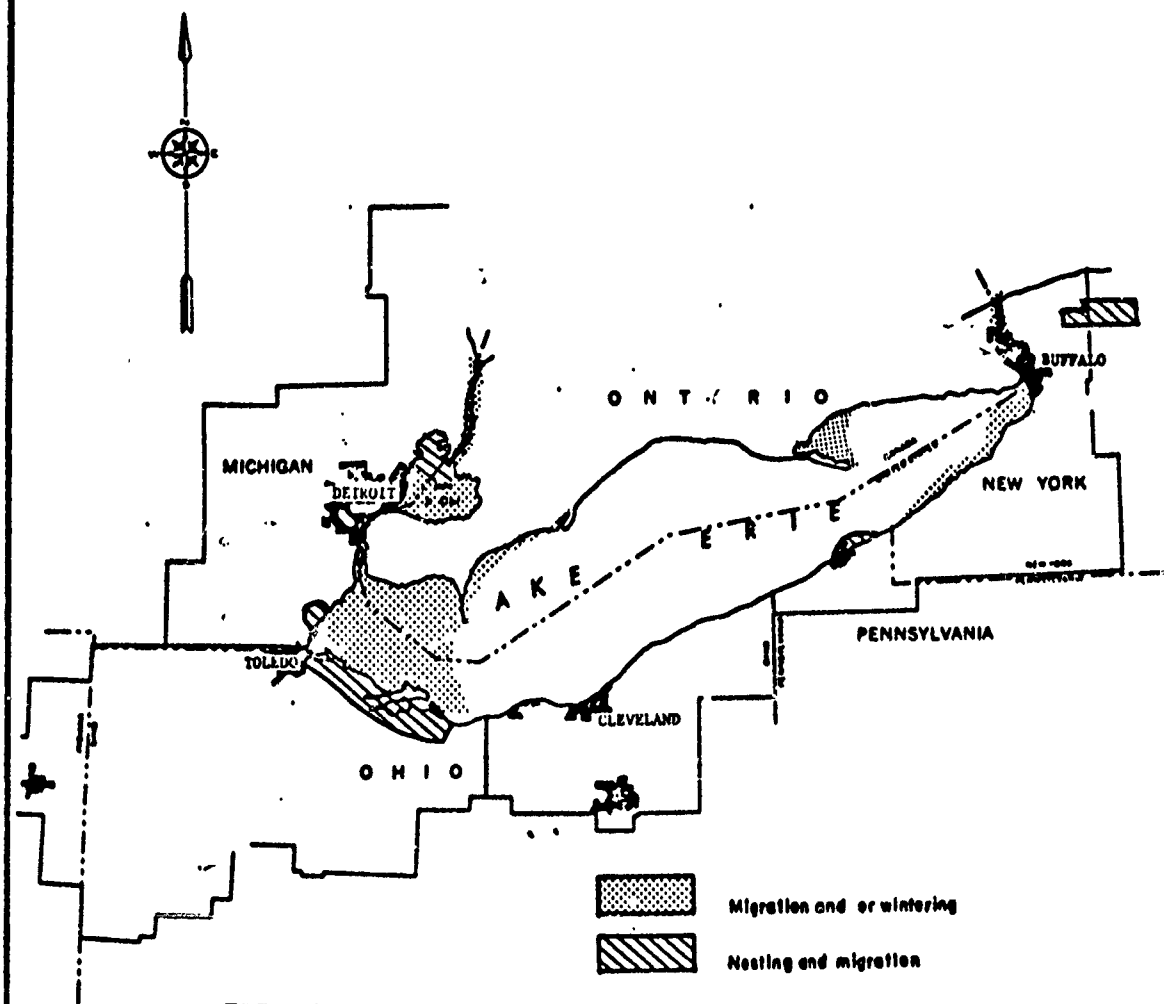 N
W E
S
ONTARIO
BUFFALO
MICHIGAN
DETROIT
NEW YORK
LAKE ERIE
PENNSYLVANIA
TOLEDO
CLEVELAND
OHIO
Migration and or wintering
Nesting and migration